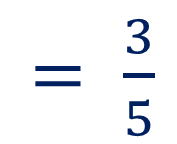 = 3/5